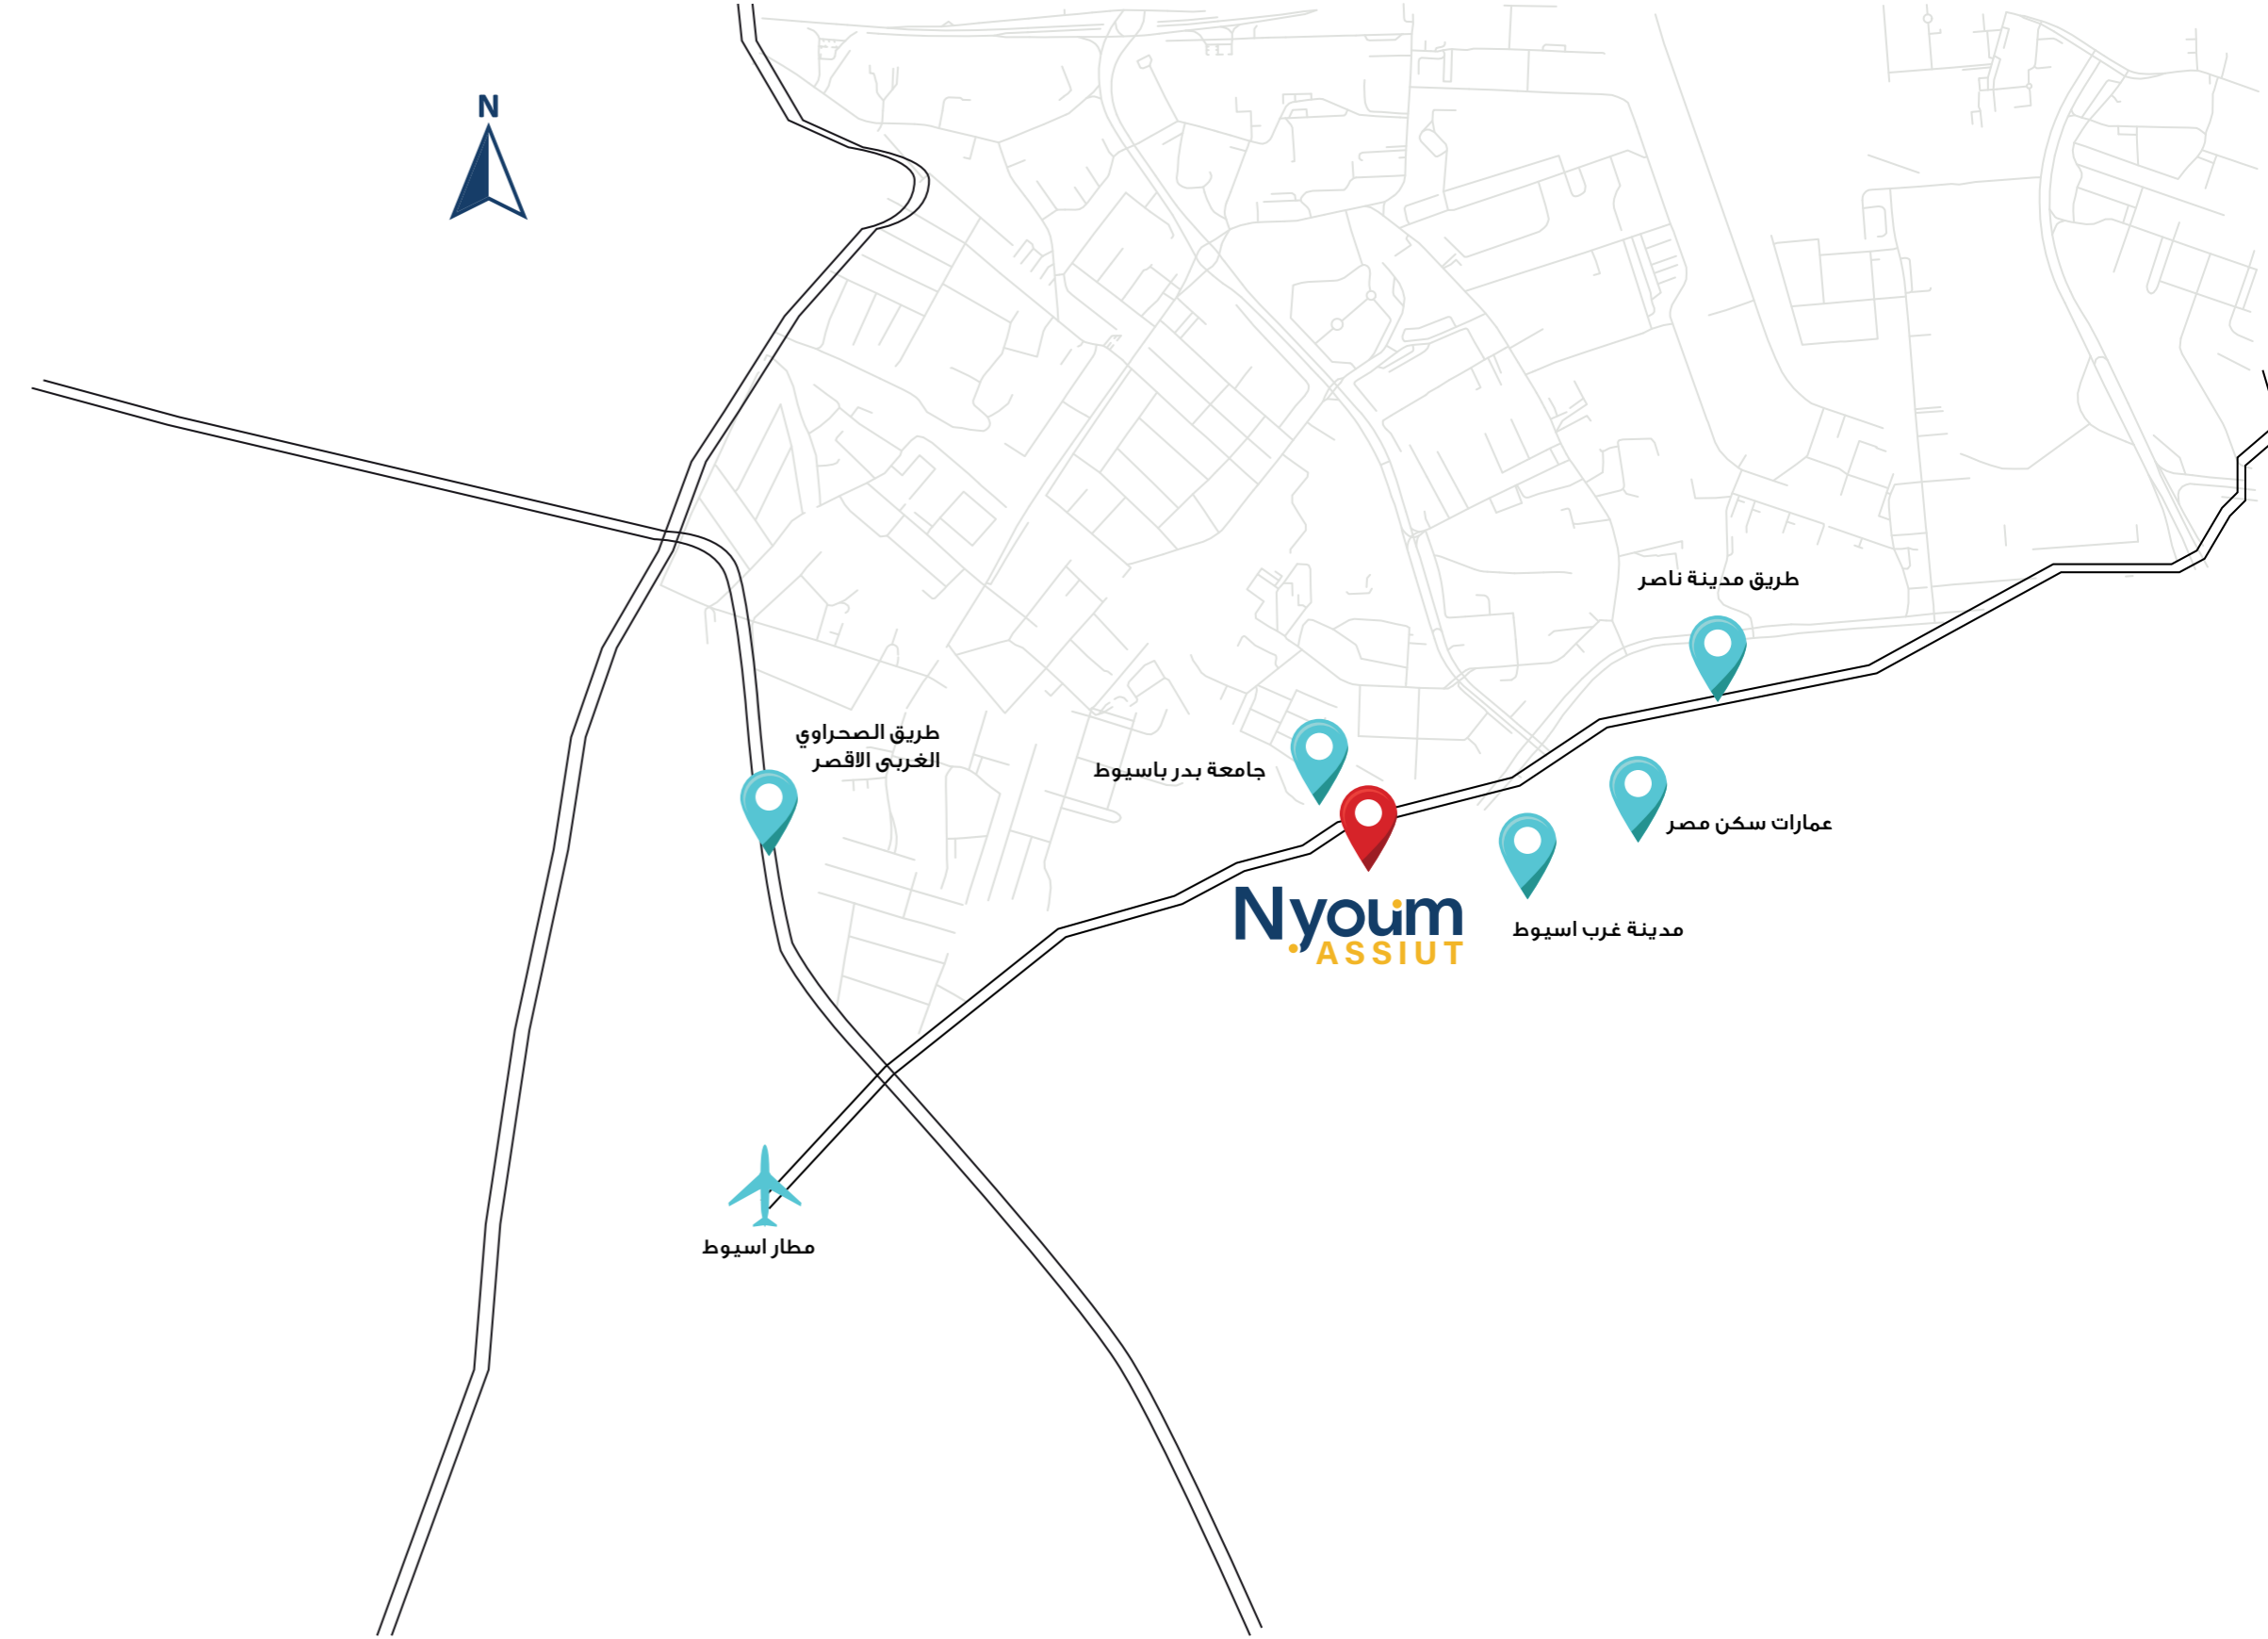 N
طريق مدينة ناصر
طريق الصحراوي
الغربى الاقصر
جامعة بدر باسيوط
عمارات سكن مصر
Nyoum
ASSIUT
مدينة غرب اسيوط
مطار اسيوط